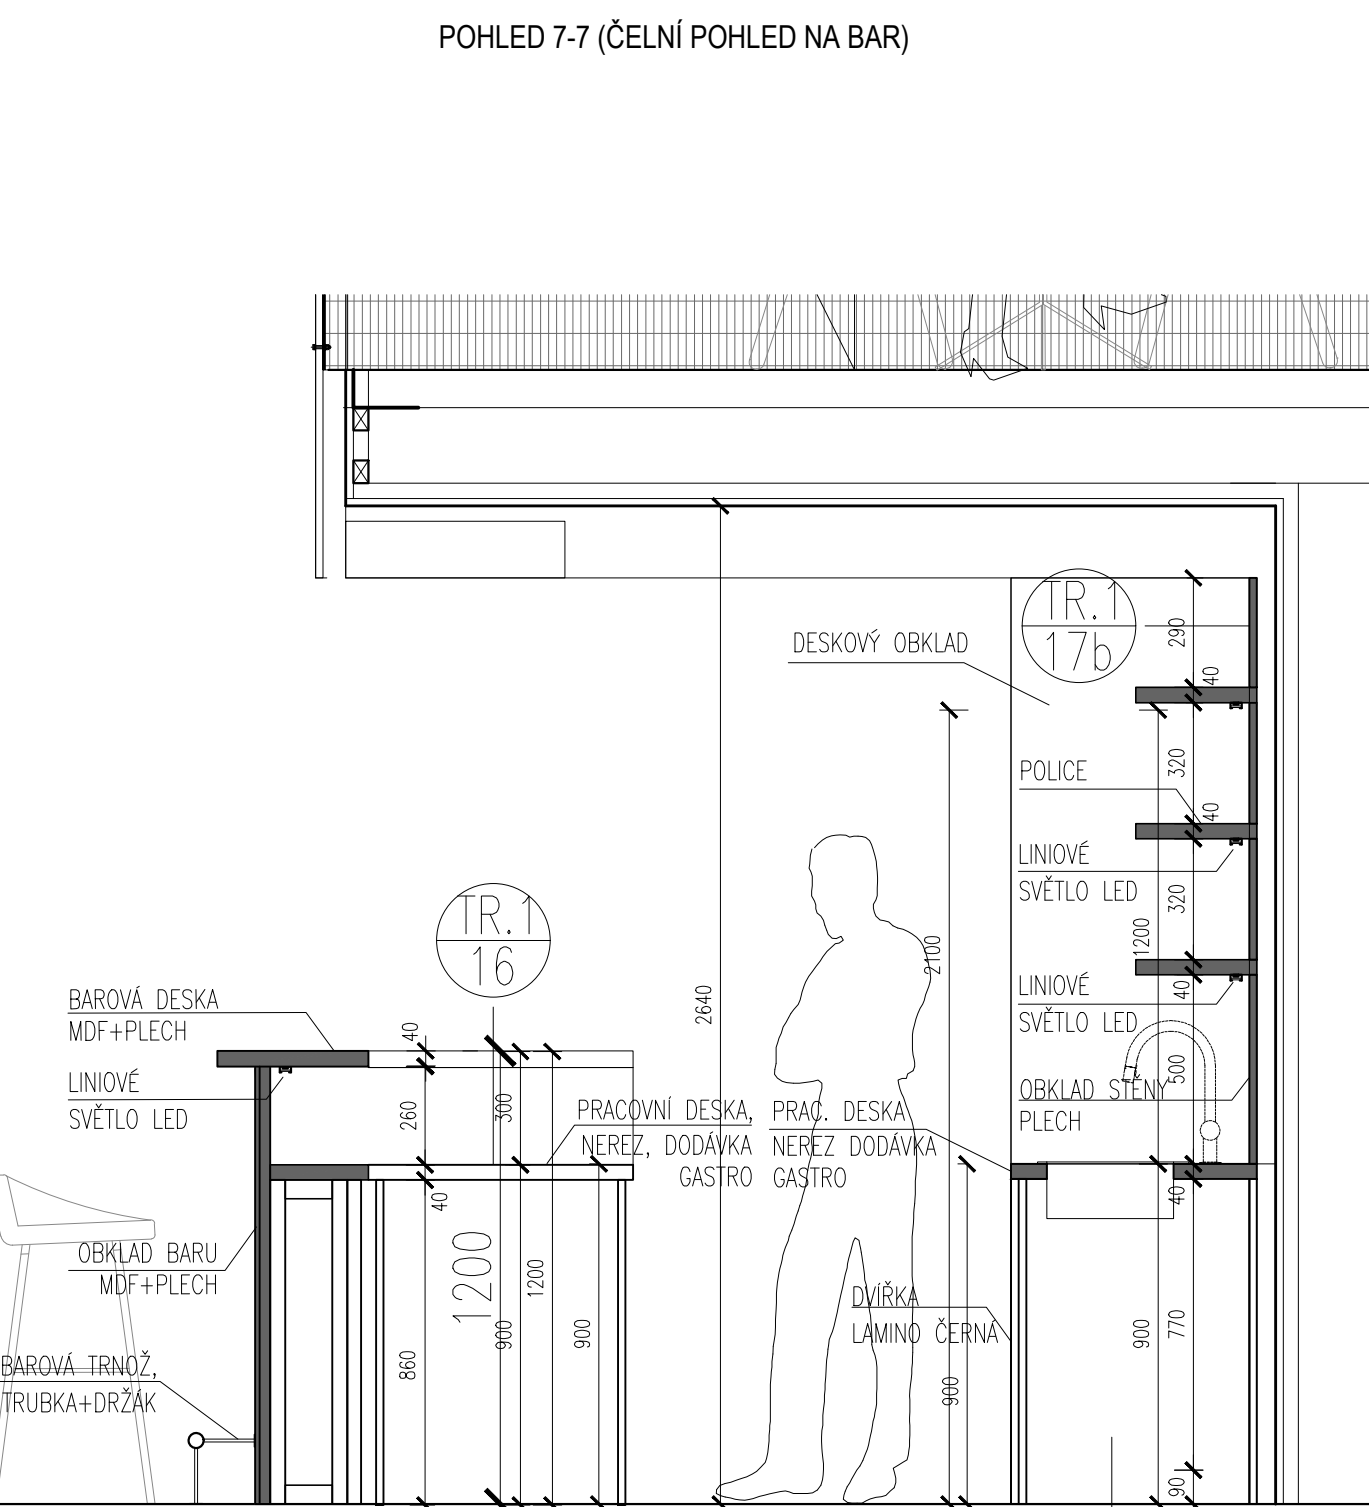 POHLED 7-7 (ČELNÍ POHLED NA BAR)
TR.1
17b
290
DESKOVÝ OBKLAD
40
320
POLICE
40
LINIOVÉ
SVĚTLO LED
320
TR.1
16
1200
2100
2640
40
LINIOVÉ
SVĚTLO LED
BAROVÁ DESKA
MDF+PLECH
40
LINIOVÉ
SVĚTLO LED
260
300
500
OBKLAD STĚNY
PLECH
PRACOVNÍ DESKA,
NEREZ, DODÁVKA
GASTRO
PRAC. DESKA
NEREZ DODÁVKA
GASTRO
40
40
OBKLAD BARU
MDF+PLECH
1200
1200
DVÍŘKA
LAMINO ČERNÁ
900
900
900
770
BAROVÁ TRNOŽ,
TRUBKA+DRŽÁK
860
900
90